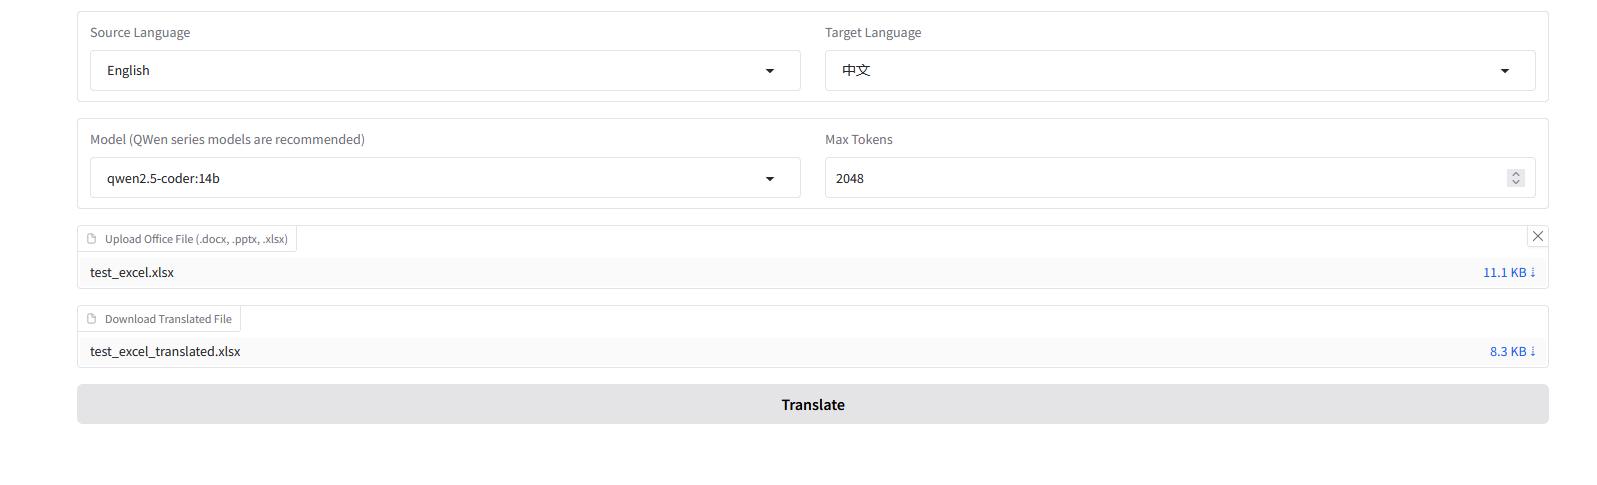 Source Language
Target Language
English
中文
Model (QWen series models are recommended)
Max Tokens
qwen2.5-coder:14b
2048
Upload Office File (.docx, .pptx, .xlsx)
test_excel.xlsx
11.1 KB ↓
Download Translated File
test_excel_translated.xlsx
8.3 KB ↓
Translate